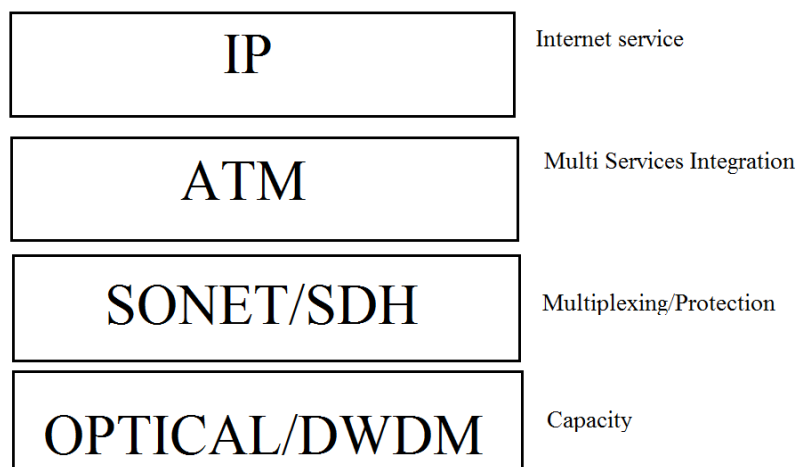 IP
Internet service
ATM
Multi Services Integration
SONET/SDH
Multiplexing/Protection
OPTICAL/DWDM
Capacity